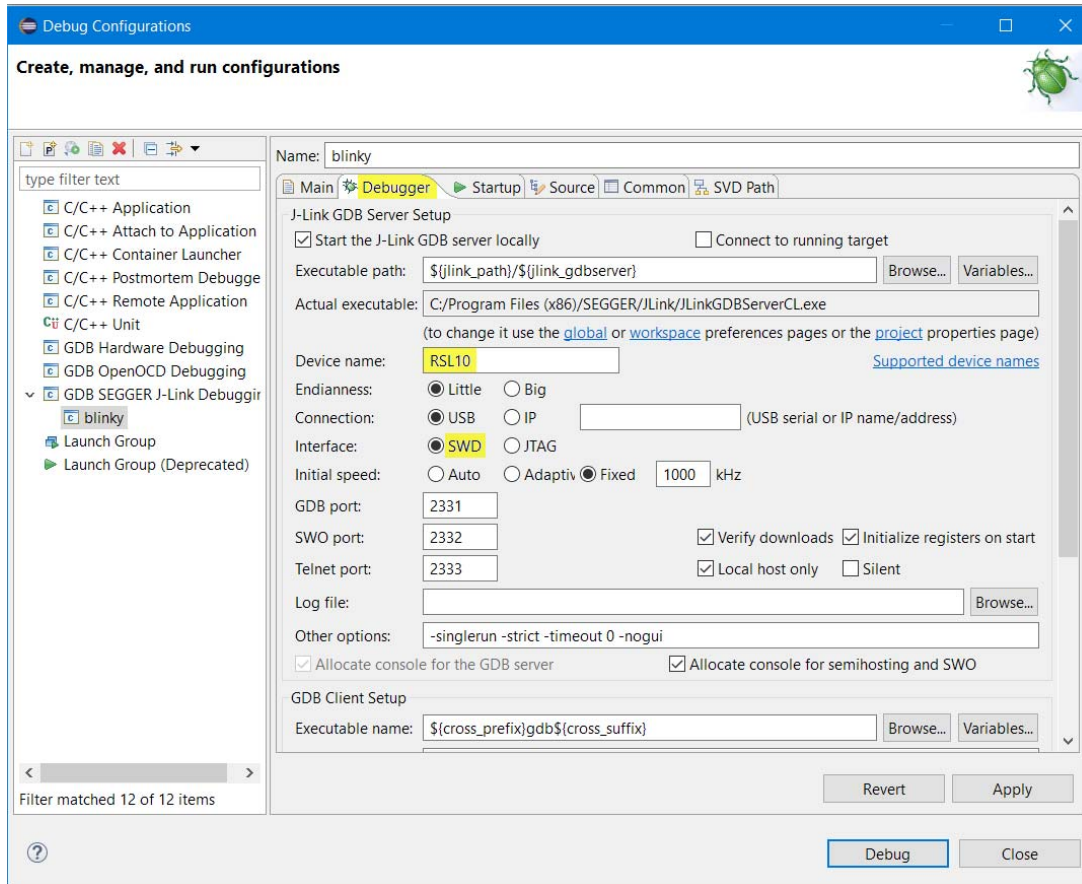 Debug Configurations
Create, manage, and run configurations
type filter text
C/C++ Application
C/C++ Attach to Application
C/C++ Container Launcher
C/C++ Postmortem Debugge
C/C++ Remote Application
C/C++ Unit
GDB Hardware Debugging
GDB OpenOCD Debugging
GDB SEGGER J-Link Debuggin
blinky
Launch Group
Launch Group (Deprecated)
Filter matched 12 of 12 items
Name: blinky
Main Debugger Startup Source Common SVD Path
J-Link GDB Server Setup
Start the J-Link GDB server locally Connect to running target
Executable path: ${jlink_path}/${jlink_gdbserver} Browse... Variables...
Actual executable: C:/Program Files (x86)/SEGGER/JLink/JLinkGDBServerCL.exe
(to change it use the global or workspace preferences pages or the project properties page)
Device name: RSL10 Supported device names
Endianness: Little Big
Connection: USB IP (USB serial or IP name/address)
Interface: SWD JTAG
Initial speed: Auto Adaptiv Fixed 1000 kHz
GDB port: 2331
SWO port: 2332 Verify downloads Initialize registers on start
Telnet port: 2333 Local host only Silent
Log file: Browse...
Other options: -singlerun -strict -timeout 0 -nogui
Allocate console for the GDB server Allocate console for semihosting and SWO
GDB Client Setup
Executable name: ${cross_prefix}gdb${cross_suffix} Browse... Variables...
Revert Apply
Debug Close